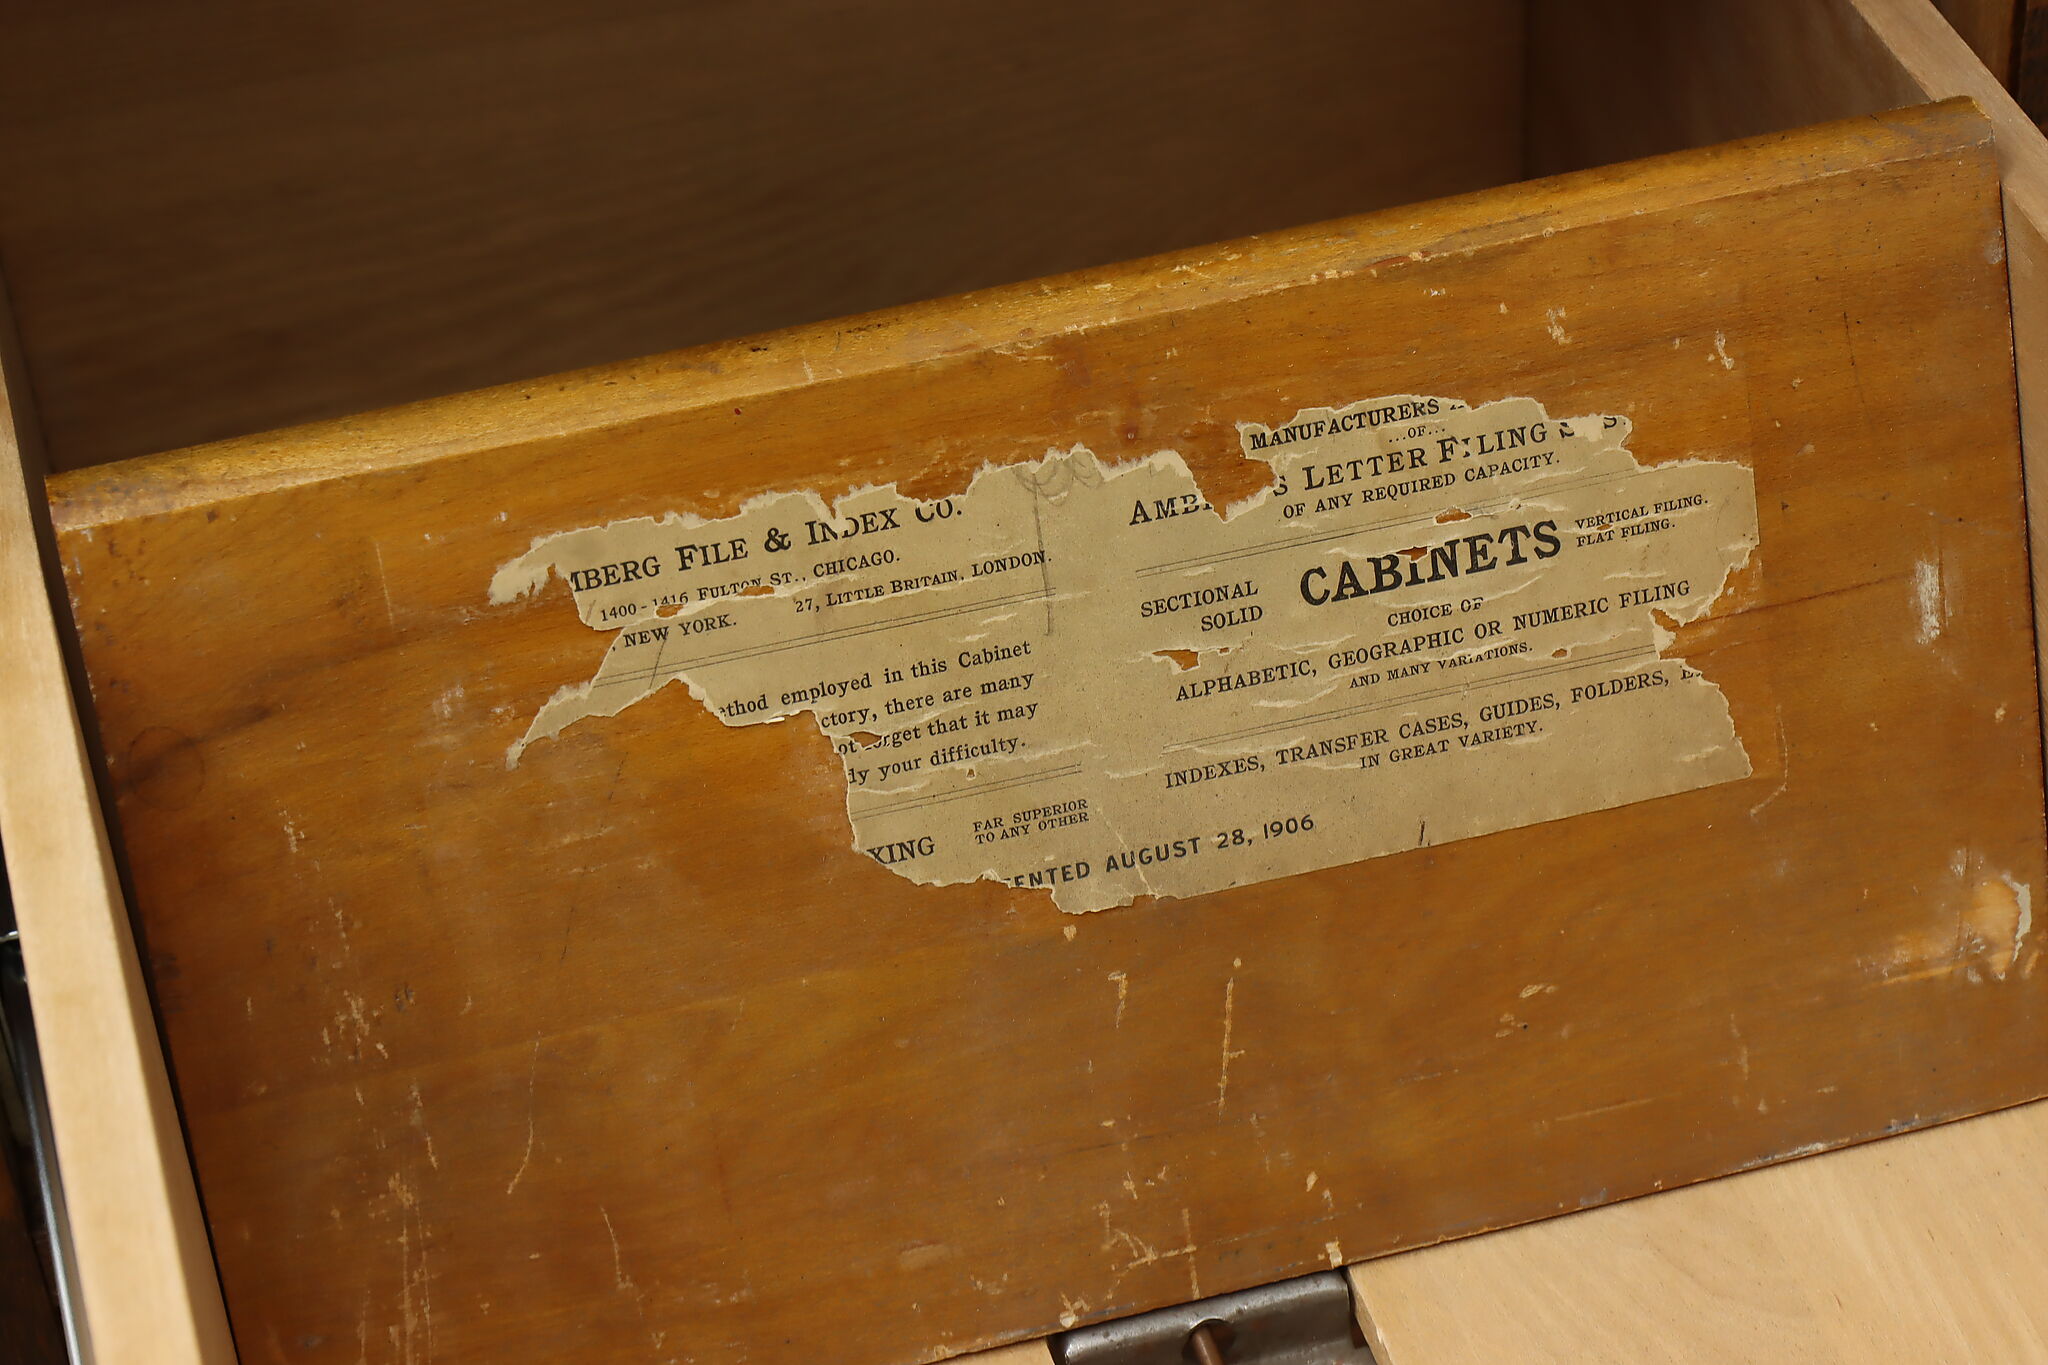 MBERG FILE & INDEX CO.
1400-1416 FULTON ST., CHICAGO.
, NEW YORK. 27, LITTLE BRITAIN, LONDON.
ethod employed in this Cabinet
ctory, there are many
ot forget that it may
dy your difficulty.
XING FAR SUPERIOR
TO ANY OTHER
MANUFACTURERS
...OF...
AMB S LETTER FILING
OF ANY REQUIRED CAPACITY.
SECTIONAL
SOLID
CABINETS
VERTICAL FILING.
FLAT FILING.
CHOICE OF
ALPHABETIC, GEOGRAPHIC OR NUMERIC FILING
AND MANY VARIATIONS.
INDEXES, TRANSFER CASES, GUIDES, FOLDERS,
IN GREAT VARIETY.
TENTED AUGUST 28, 1906